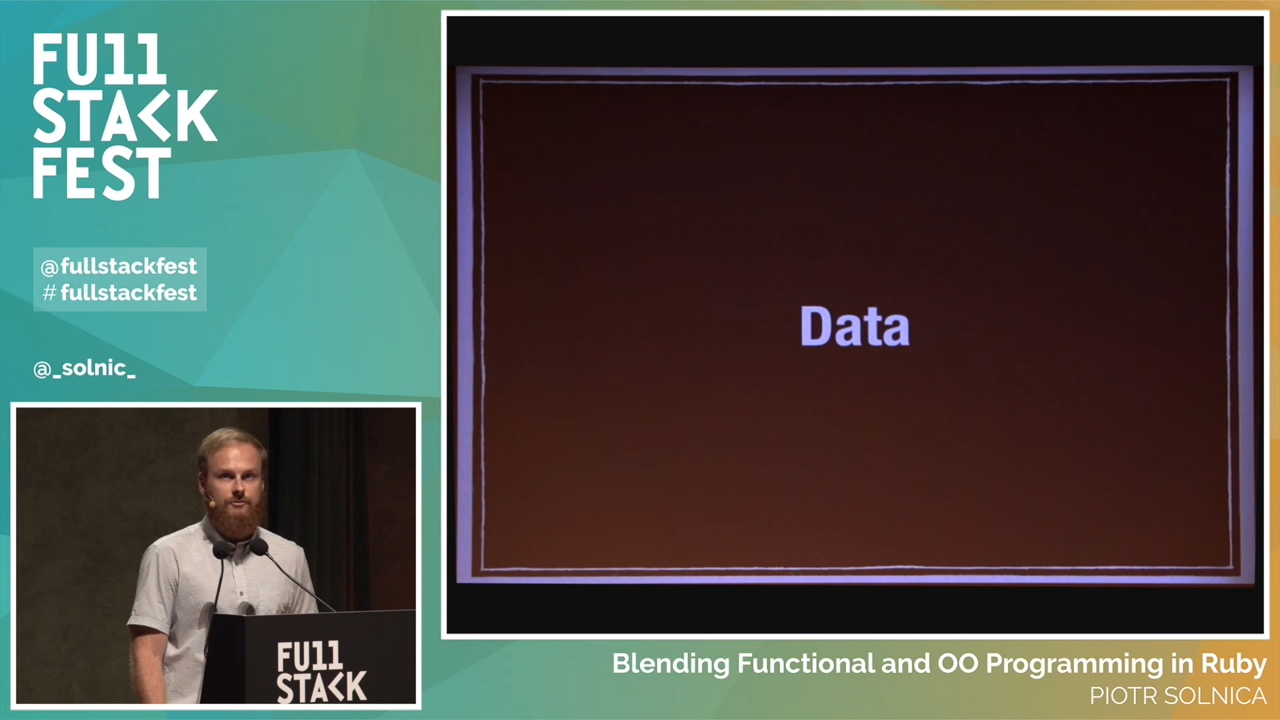 FU11
STACK
FEST
@fullstackfest
# fullstackfest
@_solnic_
FU11
STACK
Data
Blending Functional and OO Programming in Ruby
PIOTR SOLNICA